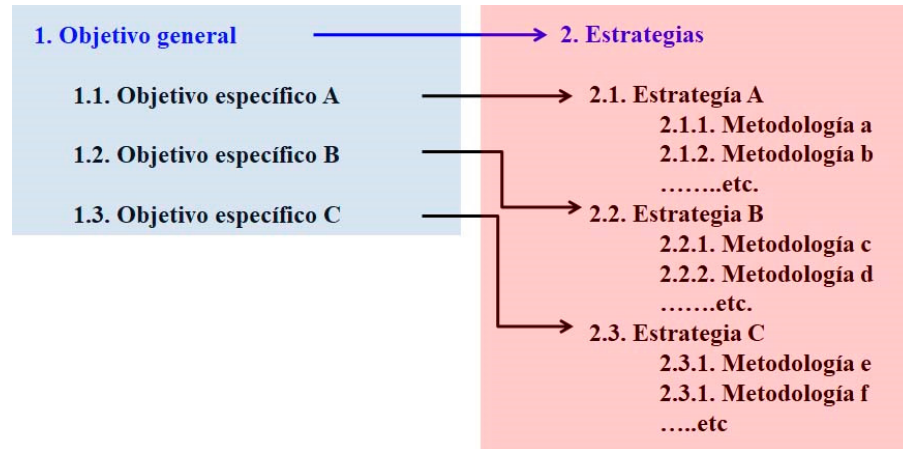 1. Objetivo general
1.1. Objetivo específico A
1.2. Objetivo específico B
1.3. Objetivo específico C
2. Estrategias
2.1. Estrategía A
2.1.1. Metodología a
2.1.2. Metodología b
……..etc.
2.2. Estrategia B
2.2.1. Metodología c
2.2.2. Metodología d
…….etc.
2.3. Estrategia C
2.3.1. Metodología e
2.3.1. Metodología f
…..etc